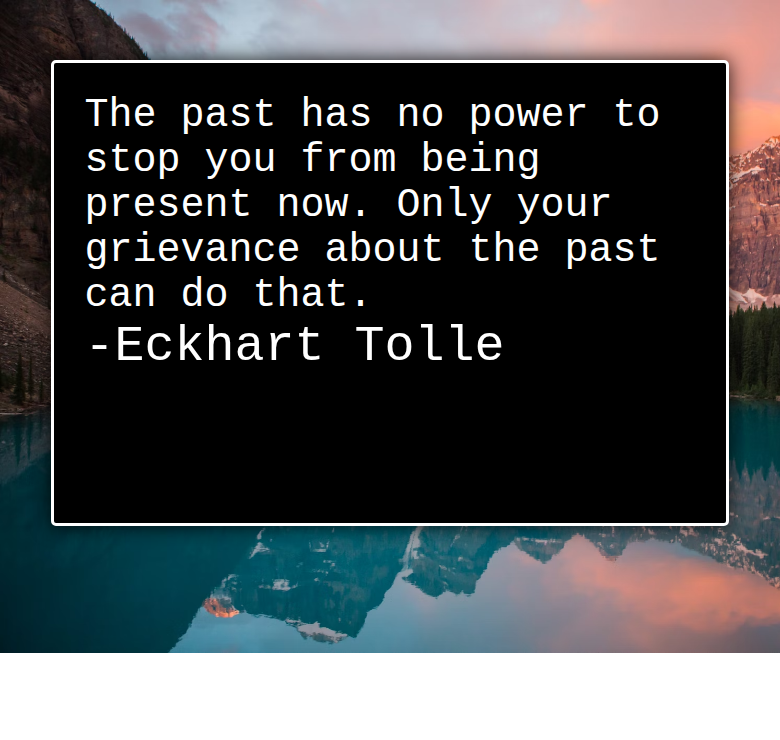 The past has no power to
stop you from being
present now. Only your
grievance about the past
can do that.
-Eckhart Tolle